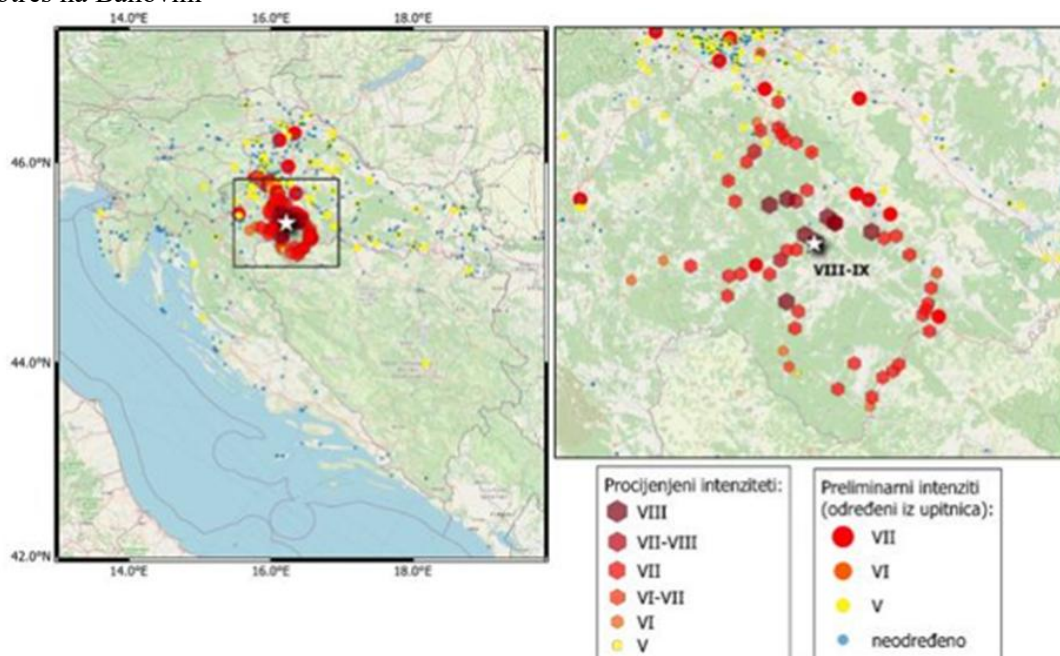 14.0°E 16.0°E 18.0°E
46.0°N
44.0°N
42.0°N
14.0°E 16.0°E 18.0°E
VIII-IX
Procijenjeni intenziteti:
VIII
VII-VIII
VII
VI-VII
VI
V
Preliminarni intenziti
(određeni iz upitnica):
VII
VI
V
neodređeno